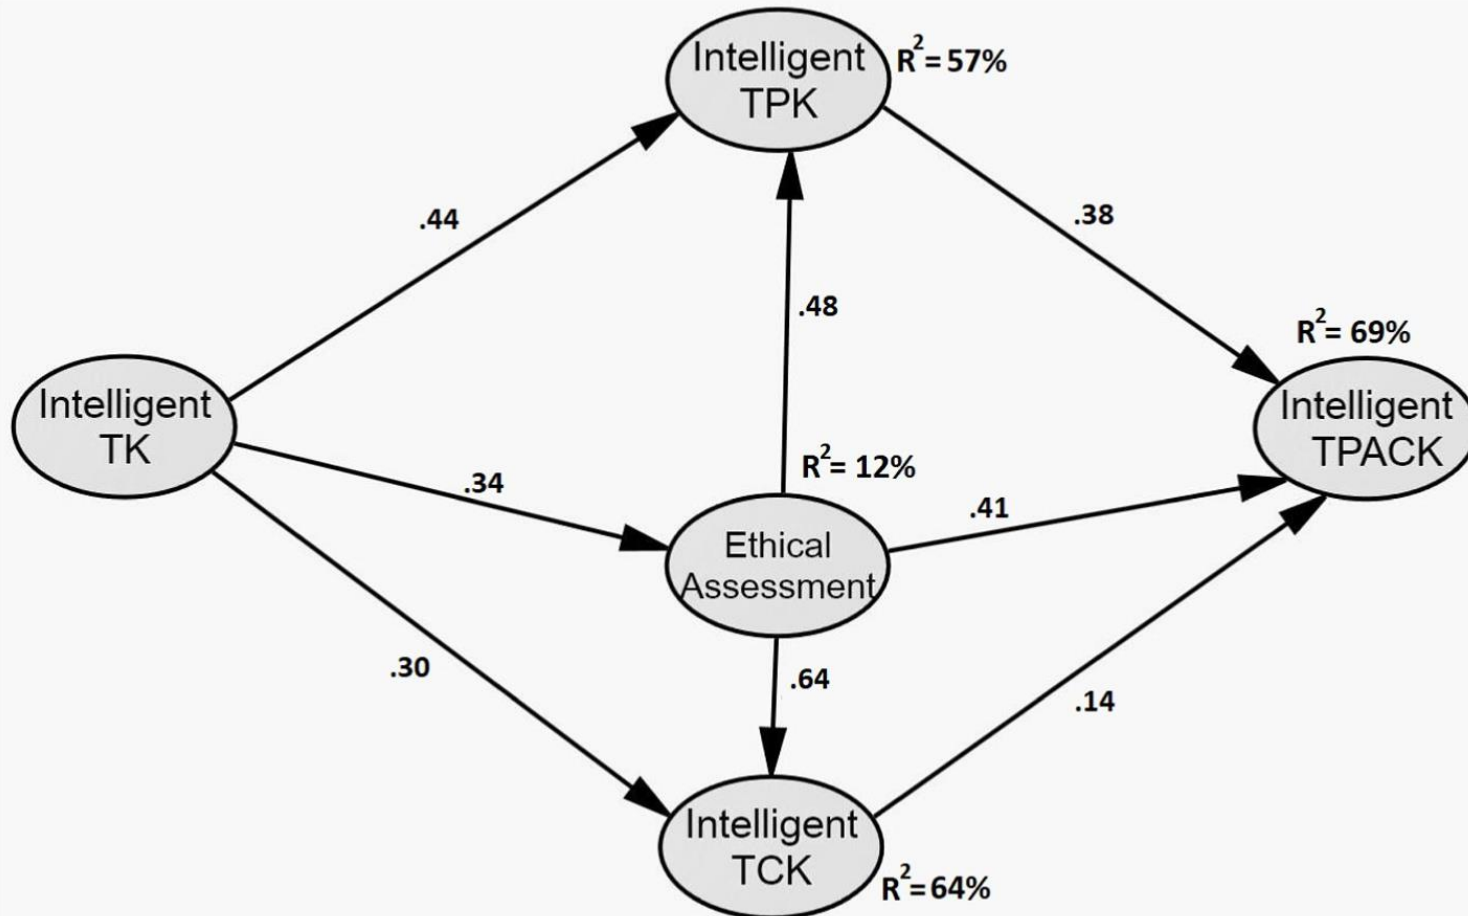 Intelligent
TPK
R²= 57%
.44
.38
.48
R²= 69%
Intelligent
TK
Intelligent
TPACK
R²= 12%
.34
.41
Ethical
Assessment
.30
.64
.14
Intelligent
TCK
R²= 64%